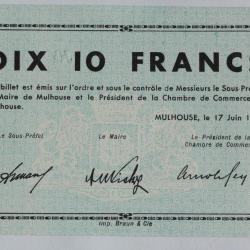 DIX 10 FRANCS
billet est émis sur l'ordre et sous le contrôle de Messieurs le Sous Pré
Maire de Mulhouse et le Président de la Chambre de Commerce
house.
MULHOUSE, le 17 Juin 1
Le Sous-Préfet Le Maire Le Président de la
Chambre de Commer
Imp. Braun & Cie